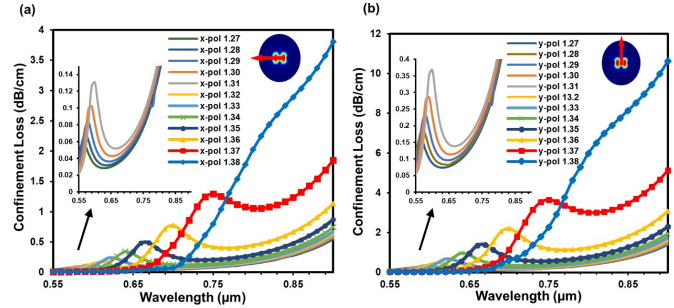 (a)
Confinement Loss (dB/cm)
4
3.5
3
2.5
2
1.5
1
0.5
0
0.55
0.65
0.75
0.85
Wavelength (µm)
0.14
0.12
0.1
0.08
0.06
0.04
0.02
0
0.55
0.6
0.7
0.8
x-pol 1.27
x-pol 1.28
x-pol 1.29
x-pol 1.30
x-pol 1.31
x-pol 1.32
x-pol 1.33
x-pol 1.34
x-pol 1.35
x-pol 1.36
x-pol 1.37
x-pol 1.38
(b)
Confinement Loss (dB/cm)
12
10
8
6
4
2
0
0.55
0.65
0.75
0.85
Wavelength (µm)
0.4
0.35
0.3
0.25
0.2
0.15
0.1
0.05
0
0.55
0.6
0.7
0.8
y-pol 1.27
y-pol 1.28
y-pol 1.29
y-pol 1.30
y-pol 1.31
y-pol 13.2
y-pol 1.33
y-pol 1.34
y-pol 1.35
y-pol 1.36
y-pol 1.37
y-pol 1.38